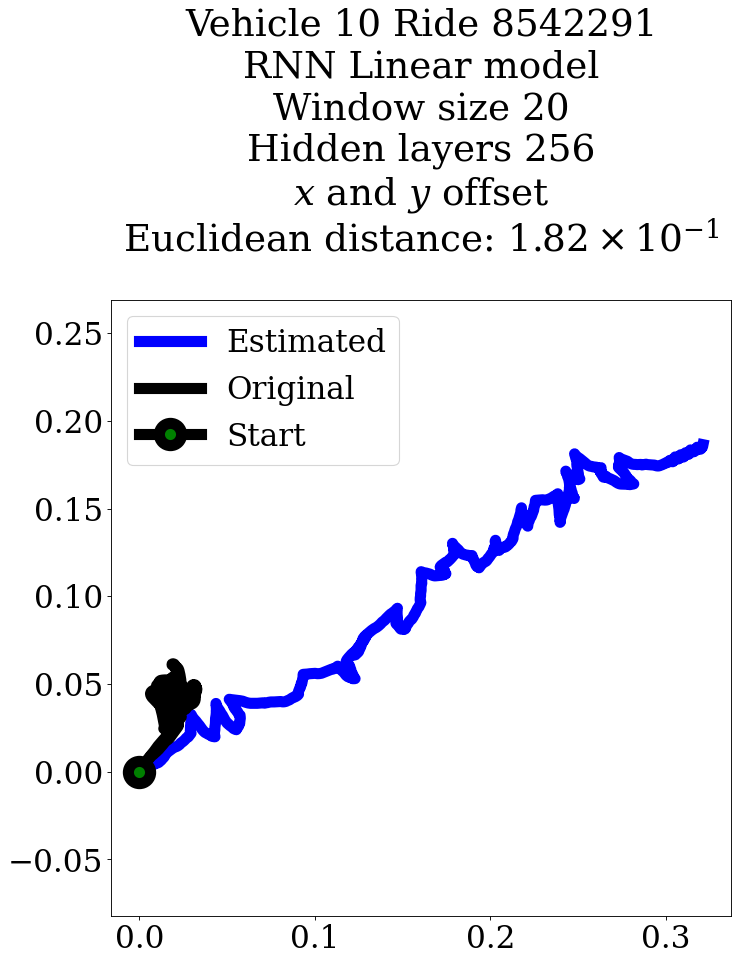 Vehicle 10 Ride 8542291
RNN Linear model
Window size 20
Hidden layers 256
x and y offset
Euclidean distance: 1.82 × 10⁻¹
Estimated
Original
Start
0.25
0.20
0.15
0.10
0.05
0.00
−0.05
0.0 0.1 0.2 0.3